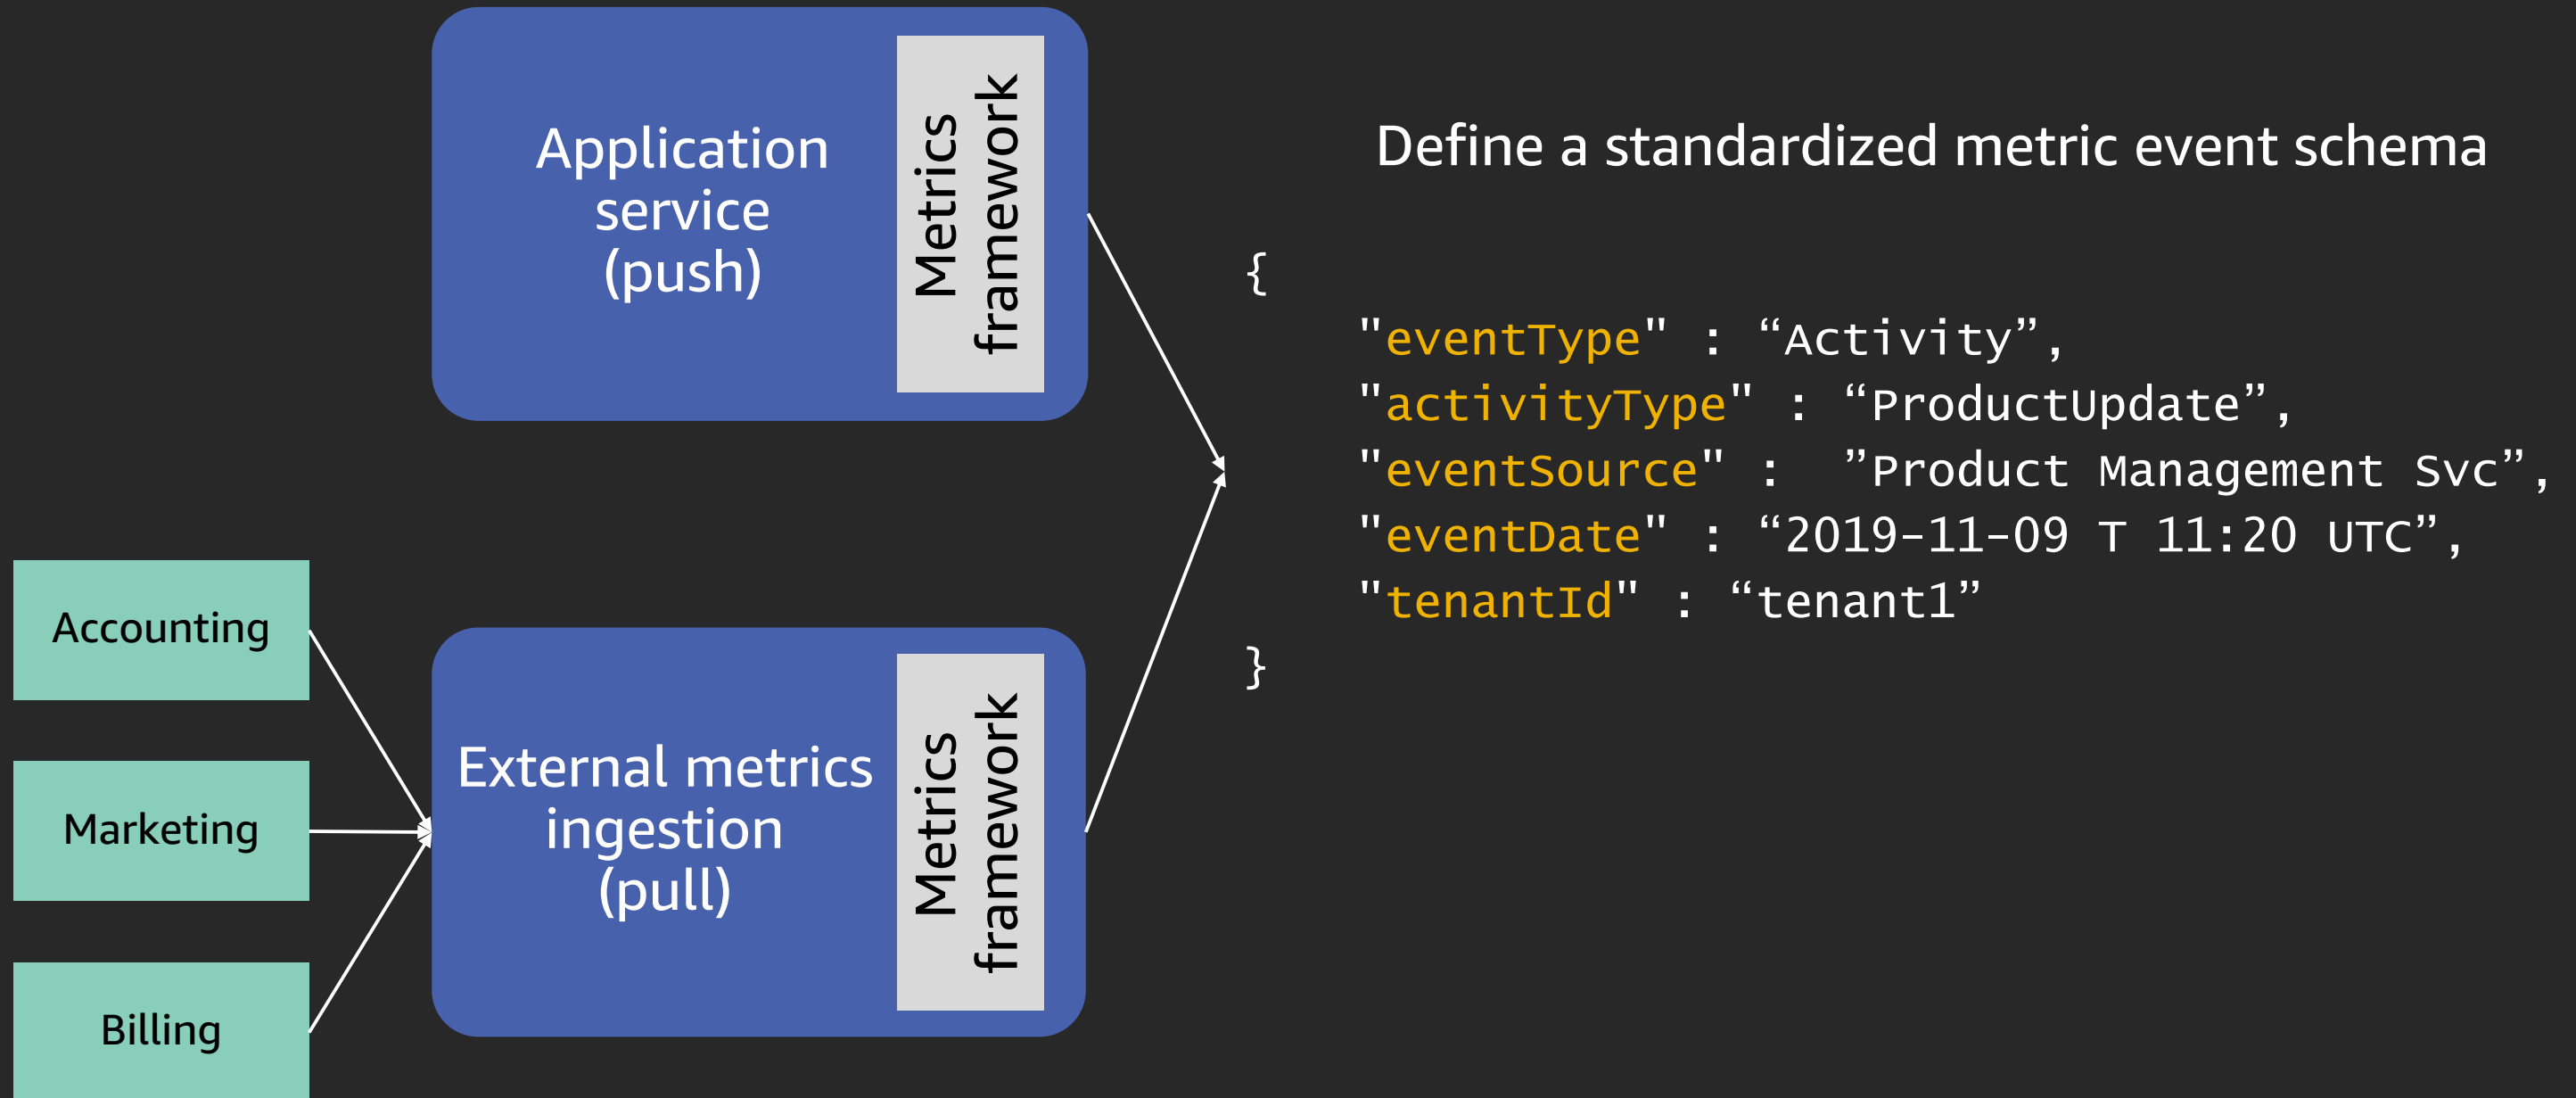 Application
service
(push)
Metrics
framework
Define a standardized metric event schema
{
"eventType" : “Activity”,
"activityType" : “ProductUpdate”,
"eventSource" :  ”Product Management Svc”,
"eventDate" : “2019-11-09 T 11:20 UTC”,
"tenantId" : “tenant1”
}
Accounting
Marketing
Billing
External metrics
ingestion
(pull)
Metrics
framework